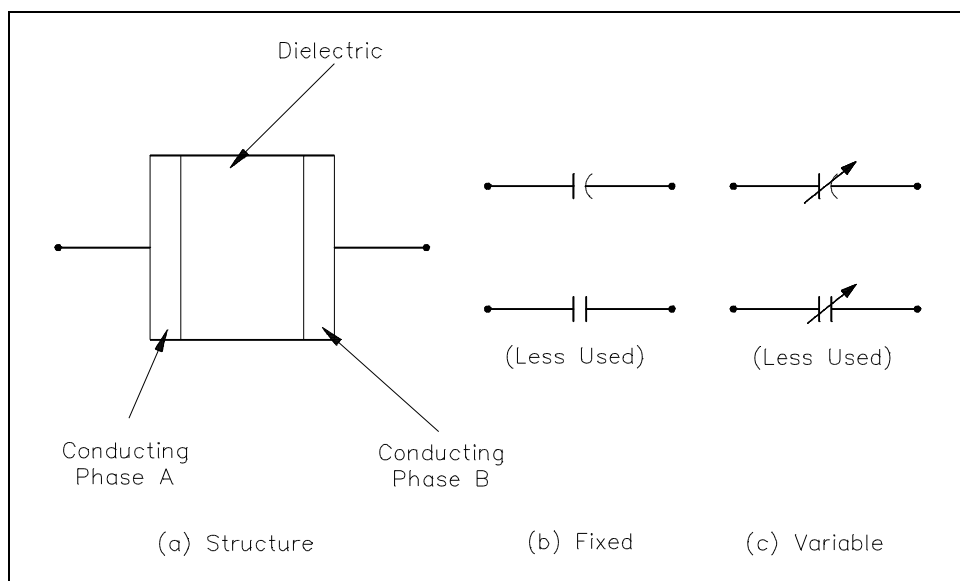 Dielectric
(Less Used)
(Less Used)
Conducting
Phase A
Conducting
Phase B
(a) Structure
(b) Fixed
(c) Variable